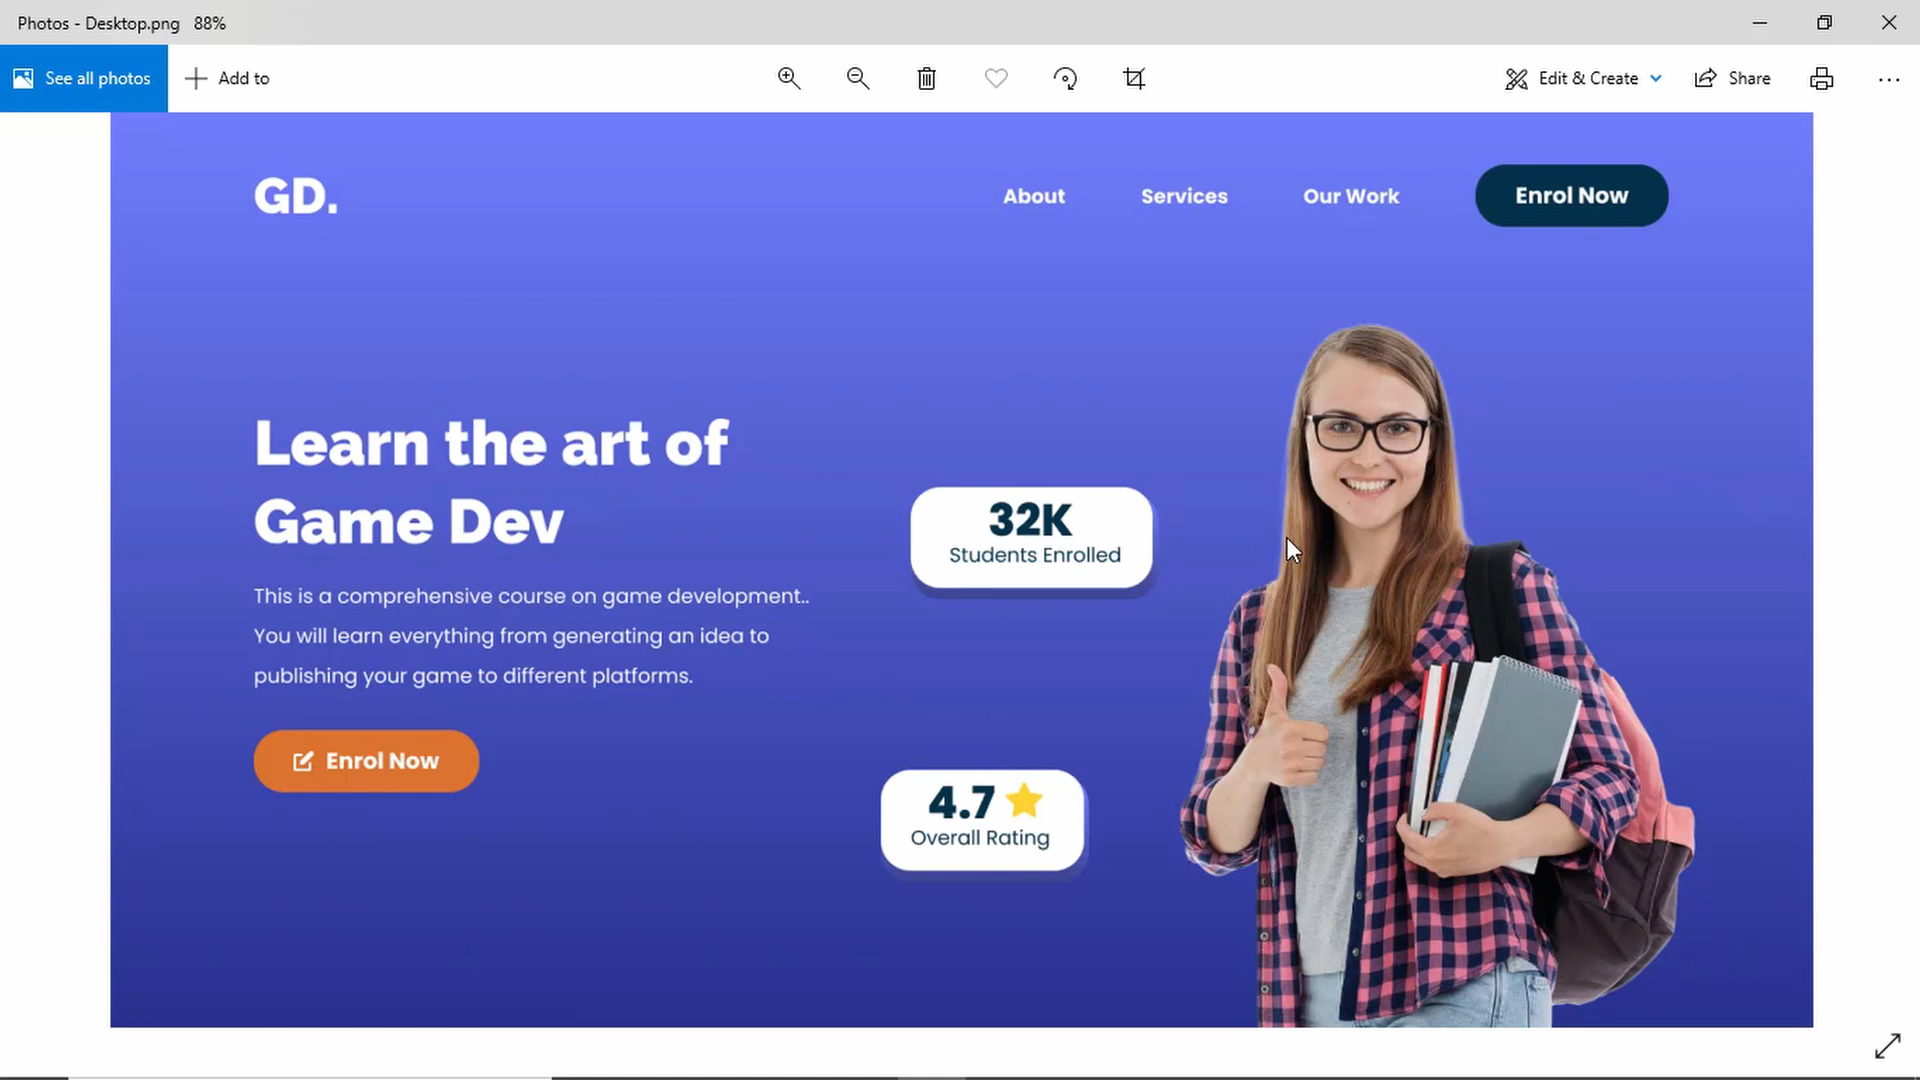 Photos - Desktop.png 88%
See all photos
Add to
Edit & Create
Share
GD.
About
Services
Our Work
Enrol Now
Learn the art of
Game Dev
This is a comprehensive course on game development..
You will learn everything from generating an idea to
publishing your game to different platforms.
Enrol Now
32K
Students Enrolled
4.7
Overall Rating